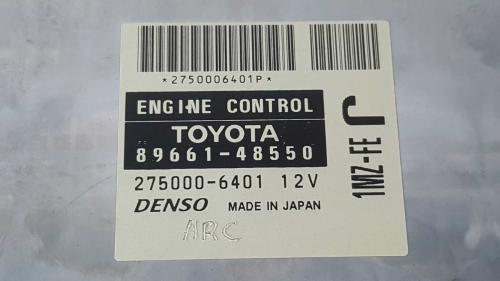 *2750006401P*
ENGINE CONTROL
TOYOTA
89661-48550
275000-6401 12V
DENSO MADE IN JAPAN
ARC
1MZ-FE J